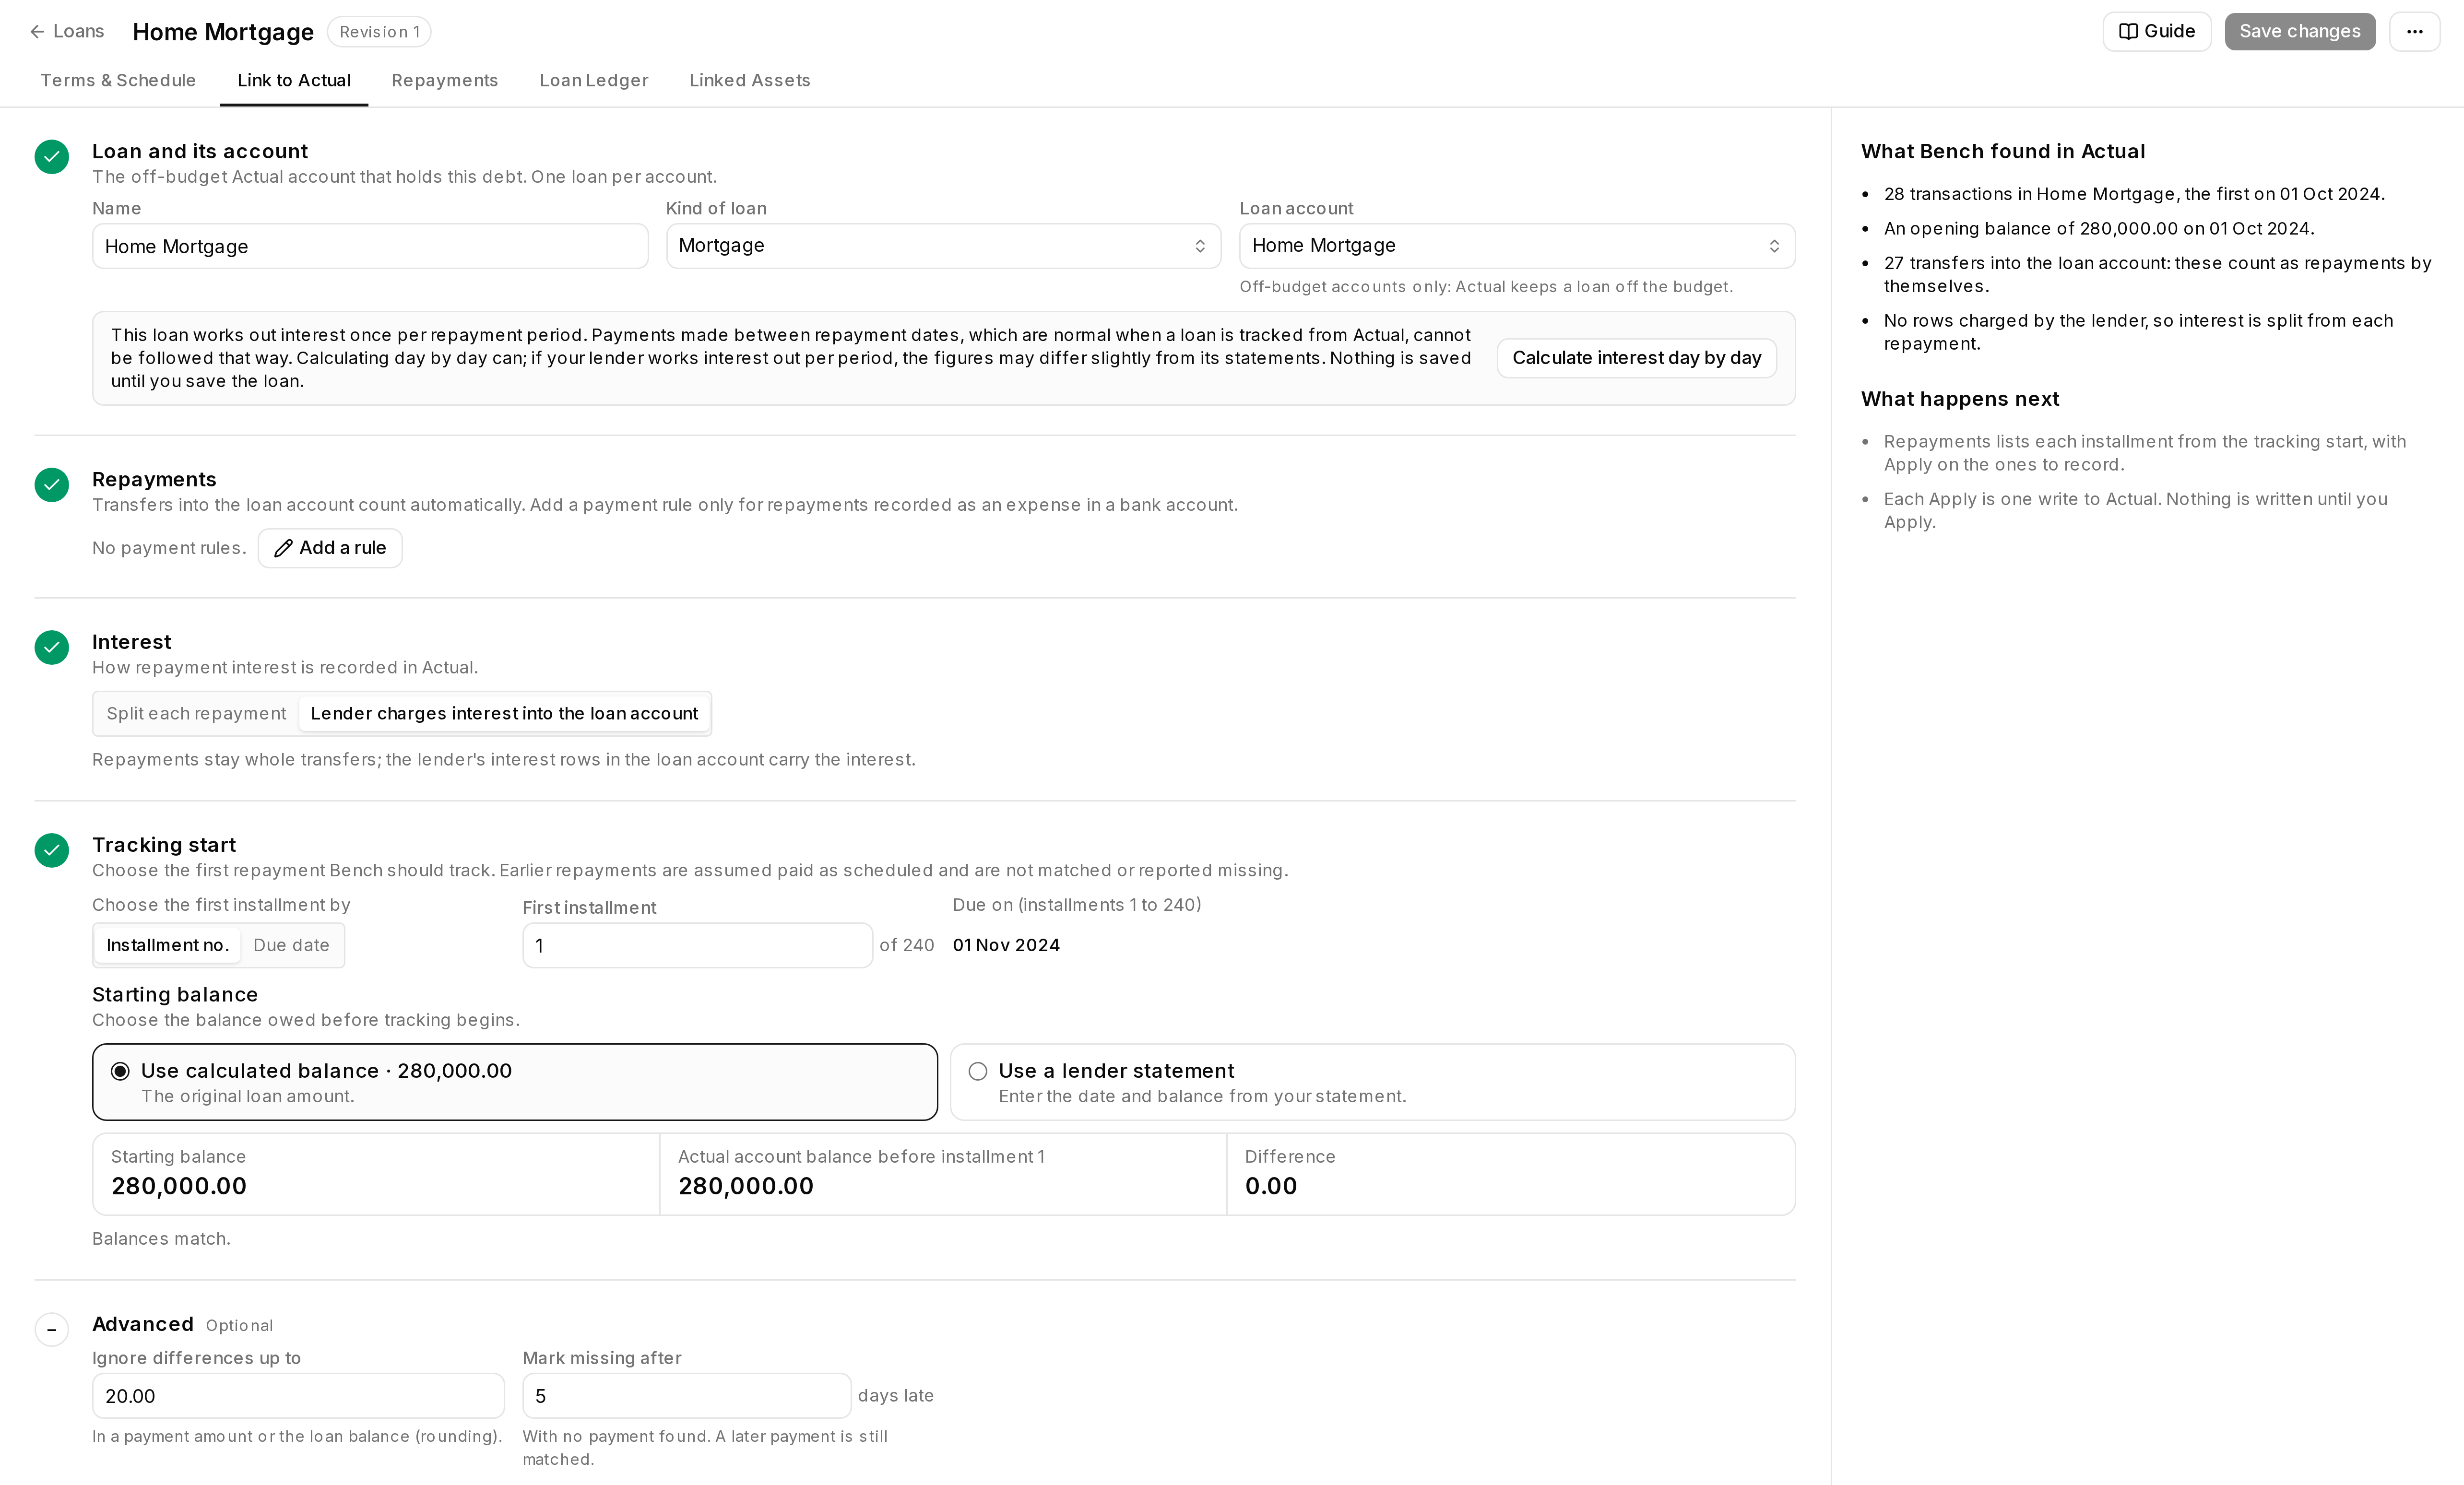 Loans
Home Mortgage
Revision 1
Guide
Save changes
Terms & Schedule
Link to Actual
Repayments
Loan Ledger
Linked Assets
Loan and its account
The off-budget Actual account that holds this debt. One loan per account.
Name
Kind of loan
Loan account
Home Mortgage
Mortgage
Home Mortgage
Off-budget accounts only: Actual keeps a loan off the budget.
This loan works out interest once per repayment period. Payments made between repayment dates, which are normal when a loan is tracked from Actual, cannot
be followed that way. Calculating day by day can; if your lender works interest out per period, the figures may differ slightly from its statements. Nothing is saved
until you save the loan.
Calculate interest day by day
Repayments
Transfers into the loan account count automatically. Add a payment rule only for repayments recorded as an expense in a bank account.
No payment rules.
Add a rule
Interest
How repayment interest is recorded in Actual.
Split each repayment
Lender charges interest into the loan account
Repayments stay whole transfers; the lender's interest rows in the loan account carry the interest.
Tracking start
Choose the first repayment Bench should track. Earlier repayments are assumed paid as scheduled and are not matched or reported missing.
Choose the first installment by
First installment
Due on (installments 1 to 240)
Installment no.
Due date
1
of 240
01 Nov 2024
Starting balance
Choose the balance owed before tracking begins.
Use calculated balance · 280,000.00
The original loan amount.
Use a lender statement
Enter the date and balance from your statement.
Starting balance
280,000.00
Actual account balance before installment 1
280,000.00
Difference
0.00
Balances match.
Advanced
Optional
Ignore differences up to
Mark missing after
20.00
5
days late
In a payment amount or the loan balance (rounding).
With no payment found. A later payment is still
matched.
What Bench found in Actual
• 28 transactions in Home Mortgage, the first on 01 Oct 2024.
• An opening balance of 280,000.00 on 01 Oct 2024.
• 27 transfers into the loan account: these count as repayments by
themselves.
• No rows charged by the lender, so interest is split from each
repayment.
What happens next
• Repayments lists each installment from the tracking start, with
Apply on the ones to record.
• Each Apply is one write to Actual. Nothing is written until you
Apply.